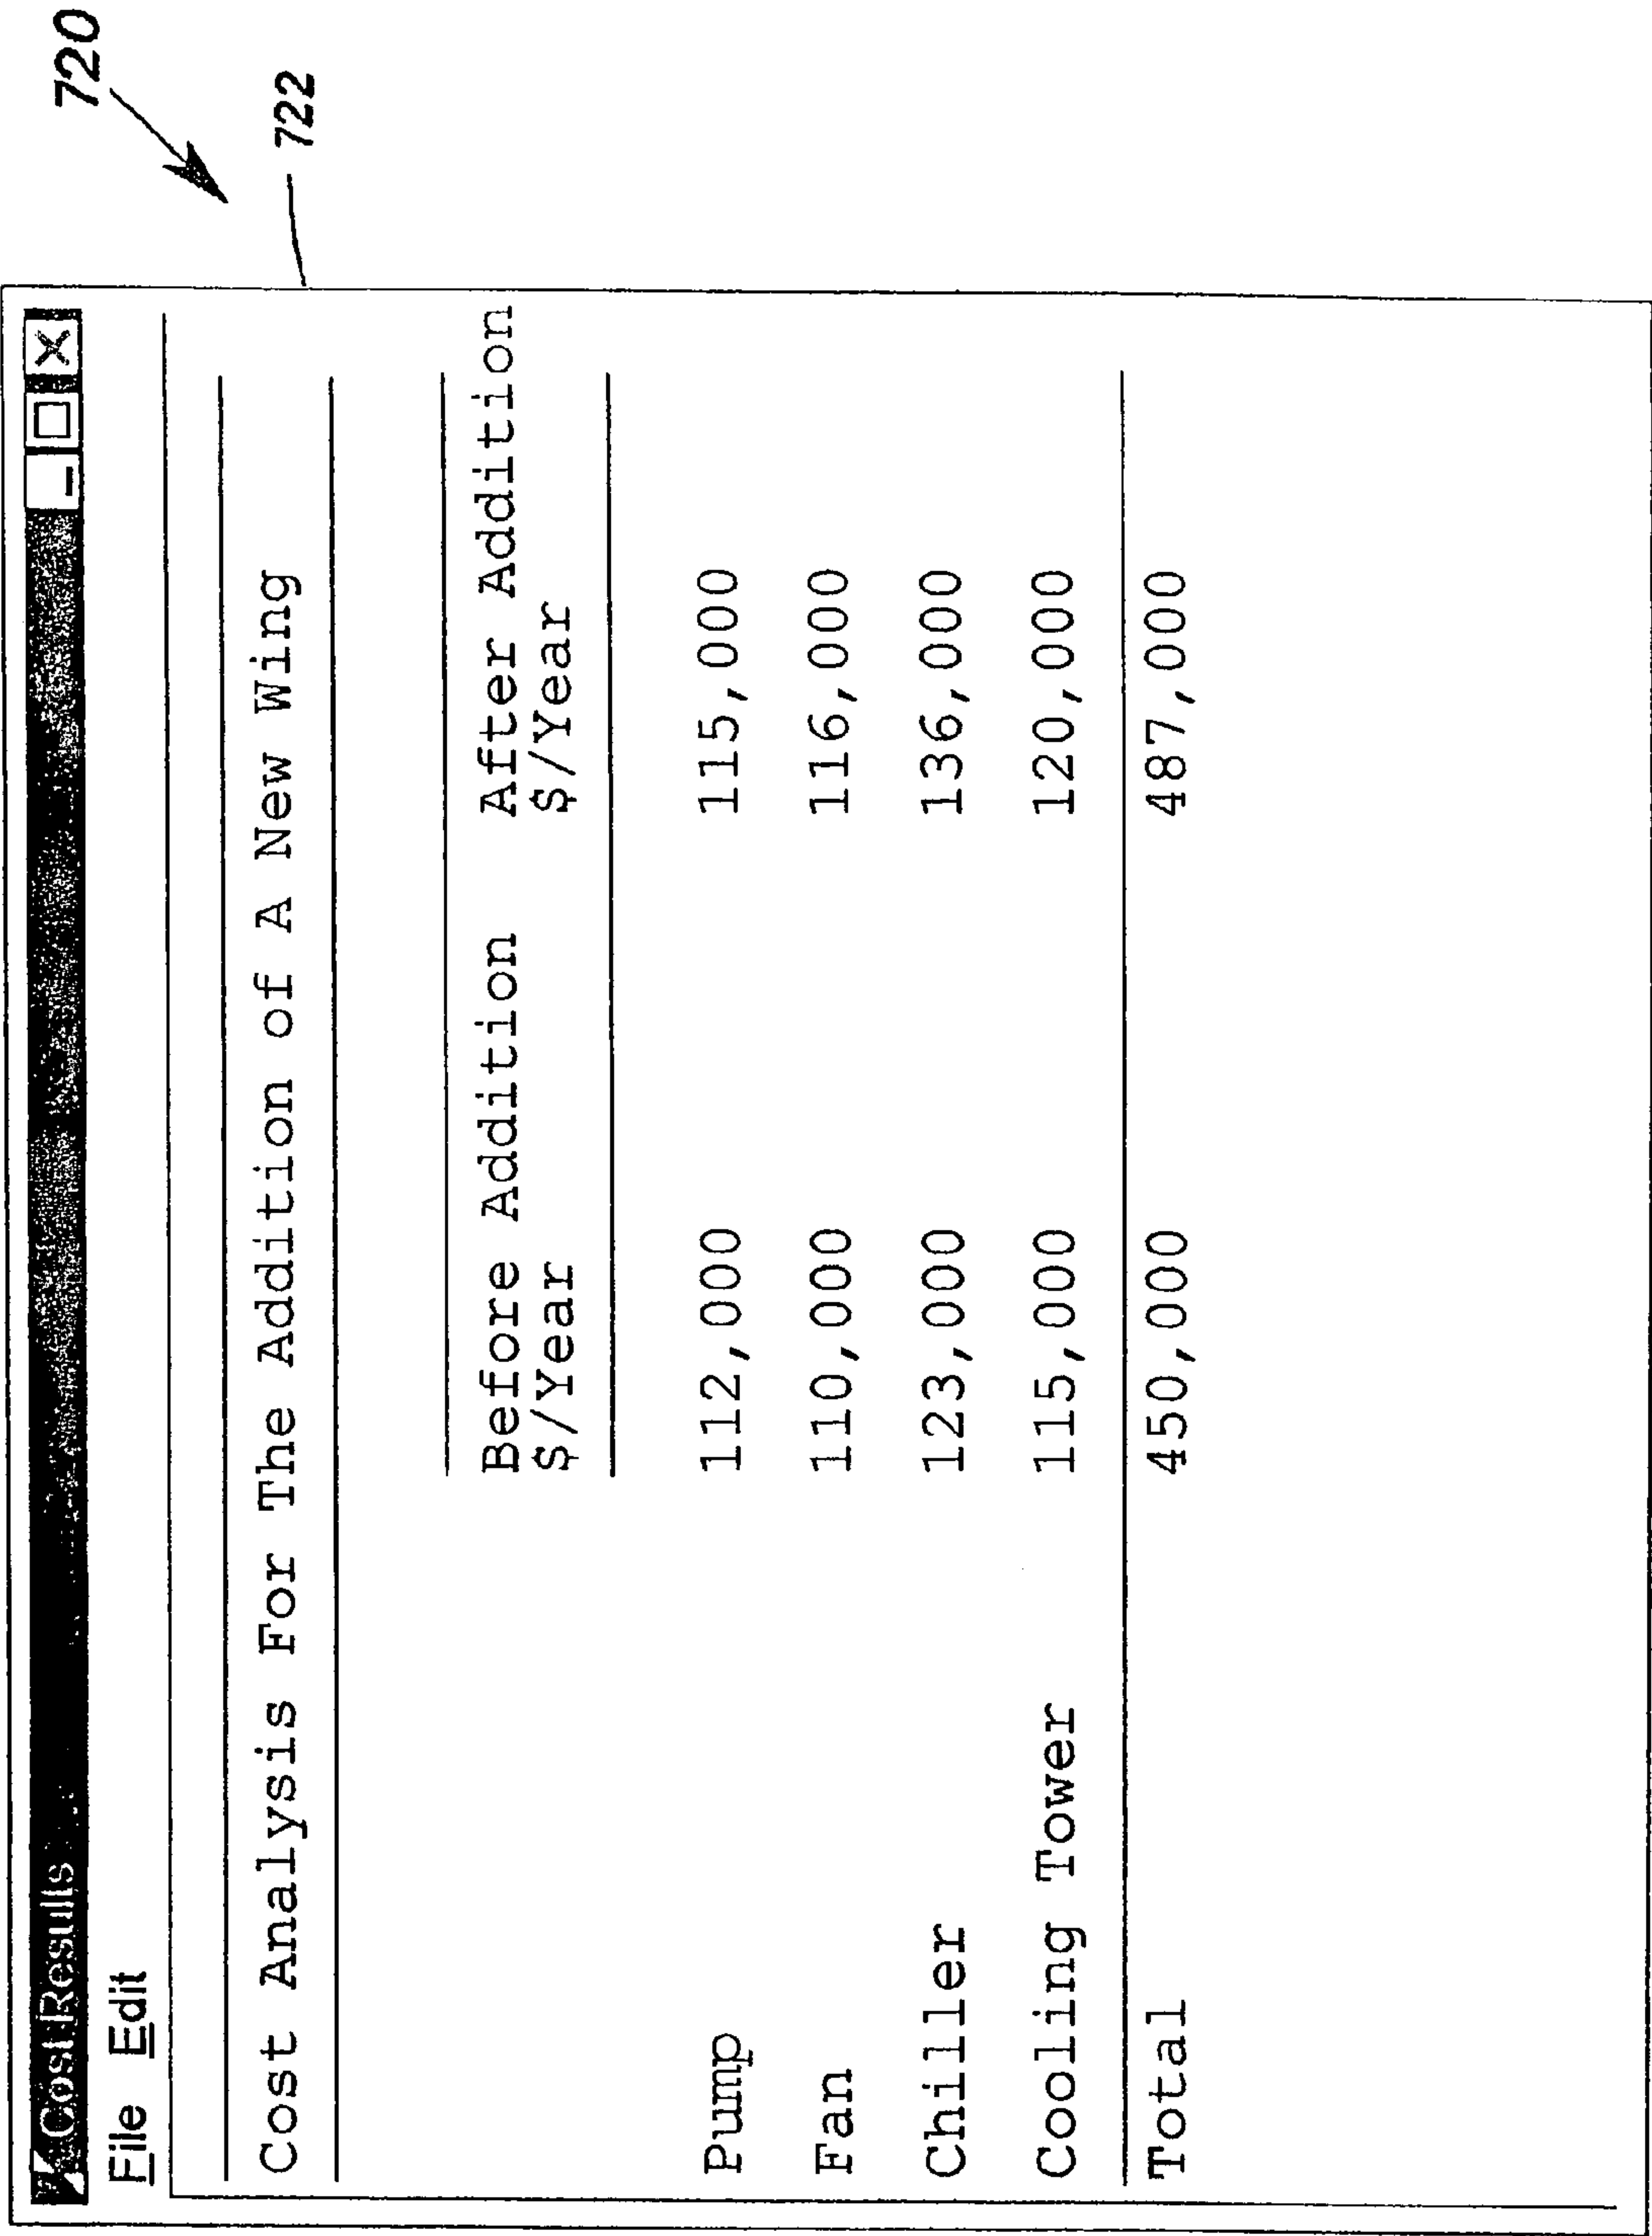 720
722
Cost Results
File Edit
Cost Analysis For The Addition of A New Wing
Before Addition After Addition
$/Year $/Year
Pump 112,000 115,000
Fan 110,000 116,000
Chiller 123,000 136,000
Cooling Tower 115,000 120,000
Total 450,000 487,000